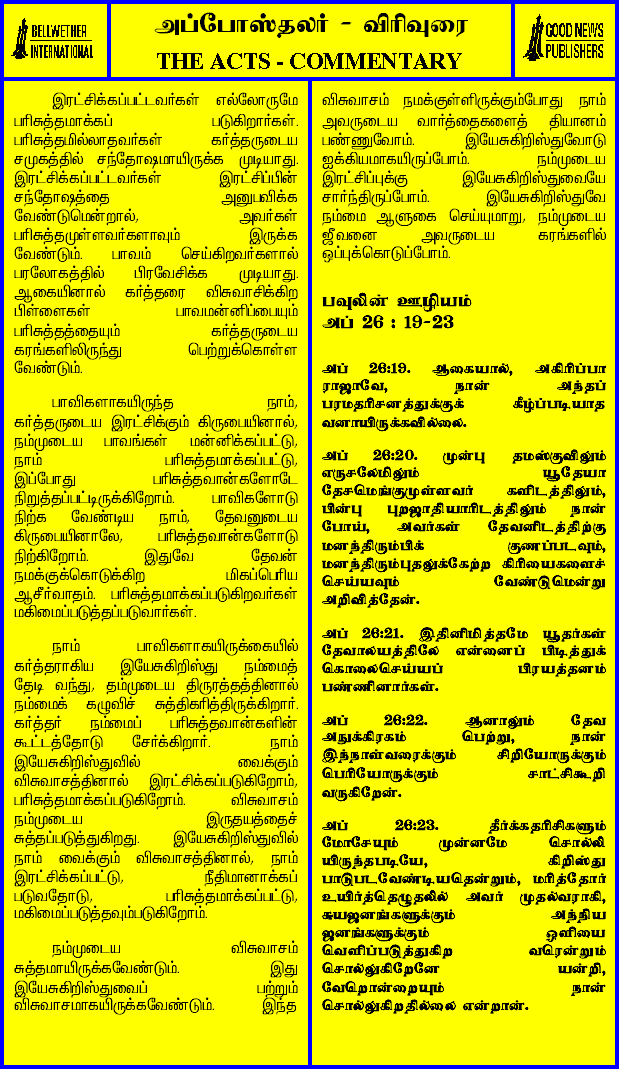 BELLWETHER
INTERNATIONAL
அப்போஸ்தலர் - விரிவுரை
THE ACTS - COMMENTARY
GOOD NEWS
PUBLISHERS
இரட்சிக்கப்பட்டவர்கள் எல்லோருமே
பரிசுத்தமாக்கப் படுகிறார்கள்.
பரிசுத்தமில்லாதவர்கள் கர்த்தருடைய
சமுகத்தில் சந்தோஷமாயிருக்க முடியாது.
இரட்சிக்கப்பட்டவர்கள் இரட்சிப்பின்
சந்தோஷத்தை அனுபவிக்க
வேண்டுமென்றால், அவர்கள்
பரிசுத்தமுள்ளவர்களாவும் இருக்க
வேண்டும். பாவம் செய்கிறவர்களால்
பரலோகத்தில் பிரவேசிக்க முடியாது.
ஆகையினால் கர்த்தரை விசுவாசிக்கிற
பிள்ளைகள் பாவமன்னிப்பையும்
பரிசுத்தத்தையும் கர்த்தருடைய
கரங்களிலிருந்து பெற்றுக்கொள்ள
வேண்டும்.
பாவிகளாகயிருந்த நாம்,
கர்த்தருடைய இரட்சிக்கும் கிருபையினால்,
நம்முடைய பாவங்கள் மன்னிக்கப்பட்டு,
நாம் பரிசுத்தமாக்கப்பட்டு,
இப்போது பரிசுத்தவான்களோடே
நிறுத்தப்பட்டிருக்கிறோம். பாவிகளோடு
நிற்க வேண்டிய நாம், தேவனுடைய
கிருபையினாலே, பரிசுத்தவான்களோடு
நிற்கிறோம். இதுவே தேவன்
நமக்குக்கொடுக்கிற மிகப்பெரிய
ஆசீர்வாதம். பரிசுத்தமாக்கப்படுகிறவர்கள்
மகிமைப்படுத்தப்படுவார்கள்.
நாம் பாவிகளாகயிருக்கையில்
கர்த்தராகிய இயேசுகிறிஸ்து நம்மைத்
தேடி வந்து, தம்முடைய திருரத்தத்தினால்
நம்மைக் கழுவிச் சுத்திகரித்திருக்கிறார்.
கர்த்தர் நம்மைப் பரிசுத்தவான்களின்
கூட்டத்தோடு சேர்க்கிறார். நாம்
இயேசுகிறிஸ்துவில் வைக்கும்
விசுவாசத்தினால் இரட்சிக்கப்படுகிறோம்,
பரிசுத்தமாக்கப்படுகிறோம். விசுவாசம்
நம்முடைய இருதயத்தைச்
சுத்தப்படுத்துகிறது. இயேசுகிறிஸ்துவில்
நாம் வைக்கும் விசுவாசத்தினால், நாம்
இரட்சிக்கப்பட்டு, நீதிமானாக்கப்
படுவதோடு, பரிசுத்தமாக்கப்பட்டு,
மகிமைப்படுத்தவும்படுகிறோம்.
நம்முடைய விசுவாசம்
சுத்தமாயிருக்கவேண்டும். இது
இயேசுகிறிஸ்துவைப் பற்றும்
விசுவாசமாகயிருக்கவேண்டும். இந்த
விசுவாசம் நமக்குள்ளிருக்கும்போது நாம்
அவருடைய வார்த்தைகளைத் தியானம்
பண்ணுவோம். இயேசுகிறிஸ்துவோடு
ஐக்கியமாகயிருப்போம். நம்முடைய
இரட்சிப்புக்கு இயேசுகிறிஸ்துவையே
சார்ந்திருப்போம். இயேசுகிறிஸ்துவே
நம்மை ஆளுகை செய்யுமாறு, நம்முடைய
ஜீவனை அவருடைய கரங்களில்
ஒப்புக்கொடுப்போம்.
பவுலின் ஊழியம்
அப் 26 : 19-23
அப் 26:19. ஆகையால், அகிரிப்பா
ராஜாவே, நான் அந்தப்
பரமதரிசனத்துக்குக் கீழ்ப்படியாத
வனாயிருக்கவில்லை.
அப் 26:20. முன்பு தமஸ்குவிலும்
எருசலேமிலும் யூதேயா
தேசமெங்குமுள்ளவர் களிடத்திலும்,
பின்பு புறஜாதியாரிடத்திலும் நான்
போய், அவர்கள் தேவனிடத்திற்கு
மனந்திரும்பிக் குணப்படவும்,
மனந்திரும்புதலுக்கேற்ற கிரியைகளைச்
செய்யவும் வேண்டுமென்று
அறிவித்தேன்.
அப் 26:21. இதினிமித்தமே யூதர்கள்
தேவாலயத்திலே என்னைப் பிடித்துக்
கொலைசெய்யப் பிரயத்தனம்
பண்ணினார்கள்.
அப் 26:22. ஆனாலும் தேவ
அநுக்கிரகம் பெற்று, நான்
இந்நாள்வரைக்கும் சிறியோருக்கும்
பெரியோருக்கும் சாட்சிகூறி
வருகிறேன்.
அப் 26:23. தீர்க்கதரிசிகளும்
மோசேயும் முன்னமே சொல்லி
யிருந்தபடியே, கிறிஸ்து
பாடுபடவேண்டியதென்றும், மரித்தோர்
உயிர்த்தெழுதலில் அவர் முதல்வராகி,
சுயஜனங்களுக்கும் அந்நிய
ஜனங்களுக்கும் ஒளியை
வெளிப்படுத்துகிற வரென்றும்
சொல்லுகிறேனே யன்றி,
வேறொன்றையும் நான்
சொல்லுகிறதில்லை என்றான்.